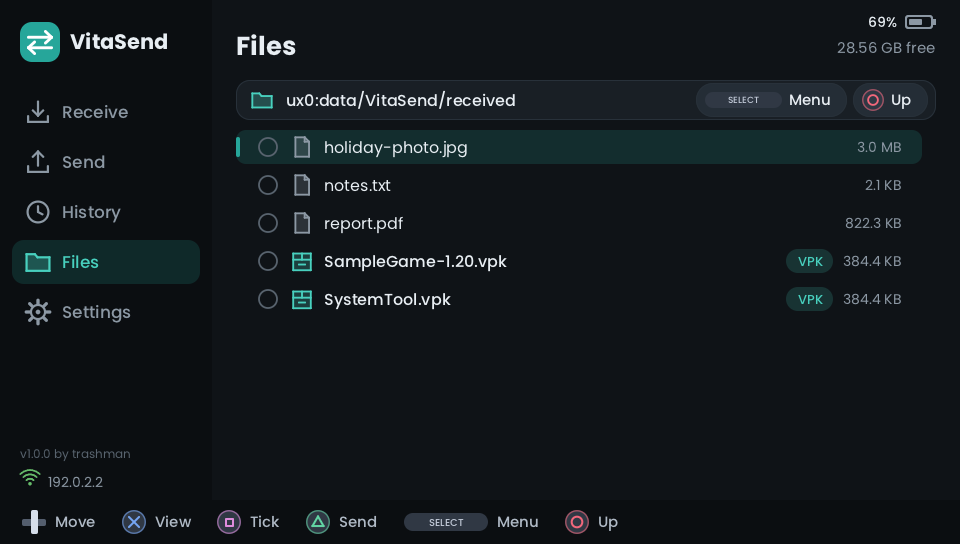 VitaSend
Receive
Send
History
Files
Settings
v1.0.0 by trashman
192.0.2.2
Files
69%
28.56 GB free
ux0:data/VitaSend/received
SELECT Menu Up
holiday-photo.jpg 3.0 MB
notes.txt 2.1 KB
report.pdf 822.3 KB
SampleGame-1.20.vpk VPK 384.4 KB
SystemTool.vpk VPK 384.4 KB
Move View Tick Send SELECT Menu Up